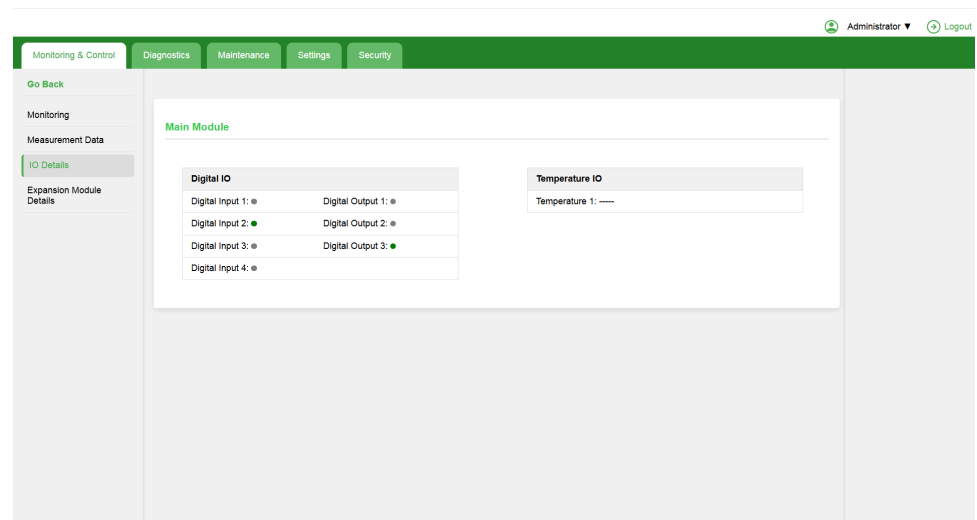 Administrator ▼ Logout
Monitoring & Control Diagnostics Maintenance Settings Security
Go Back
Monitoring
Measurement Data
IO Details
Expansion Module
Details
Main Module
Digital IO
Digital Input 1: Digital Output 1:
Digital Input 2: Digital Output 2:
Digital Input 3: Digital Output 3:
Digital Input 4:
Temperature IO
Temperature 1: -----